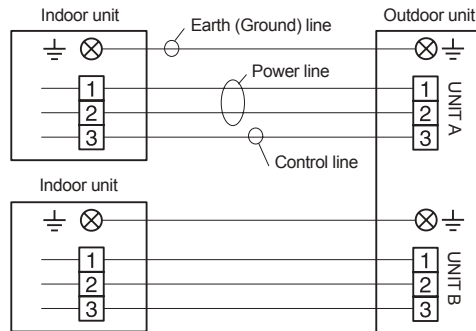 Indoor unit
Earth (Ground) line
Outdoor unit
Power line
1
2
3
1
2
3
UNIT A
Control line
Indoor unit
1
2
3
1
2
3
UNIT B